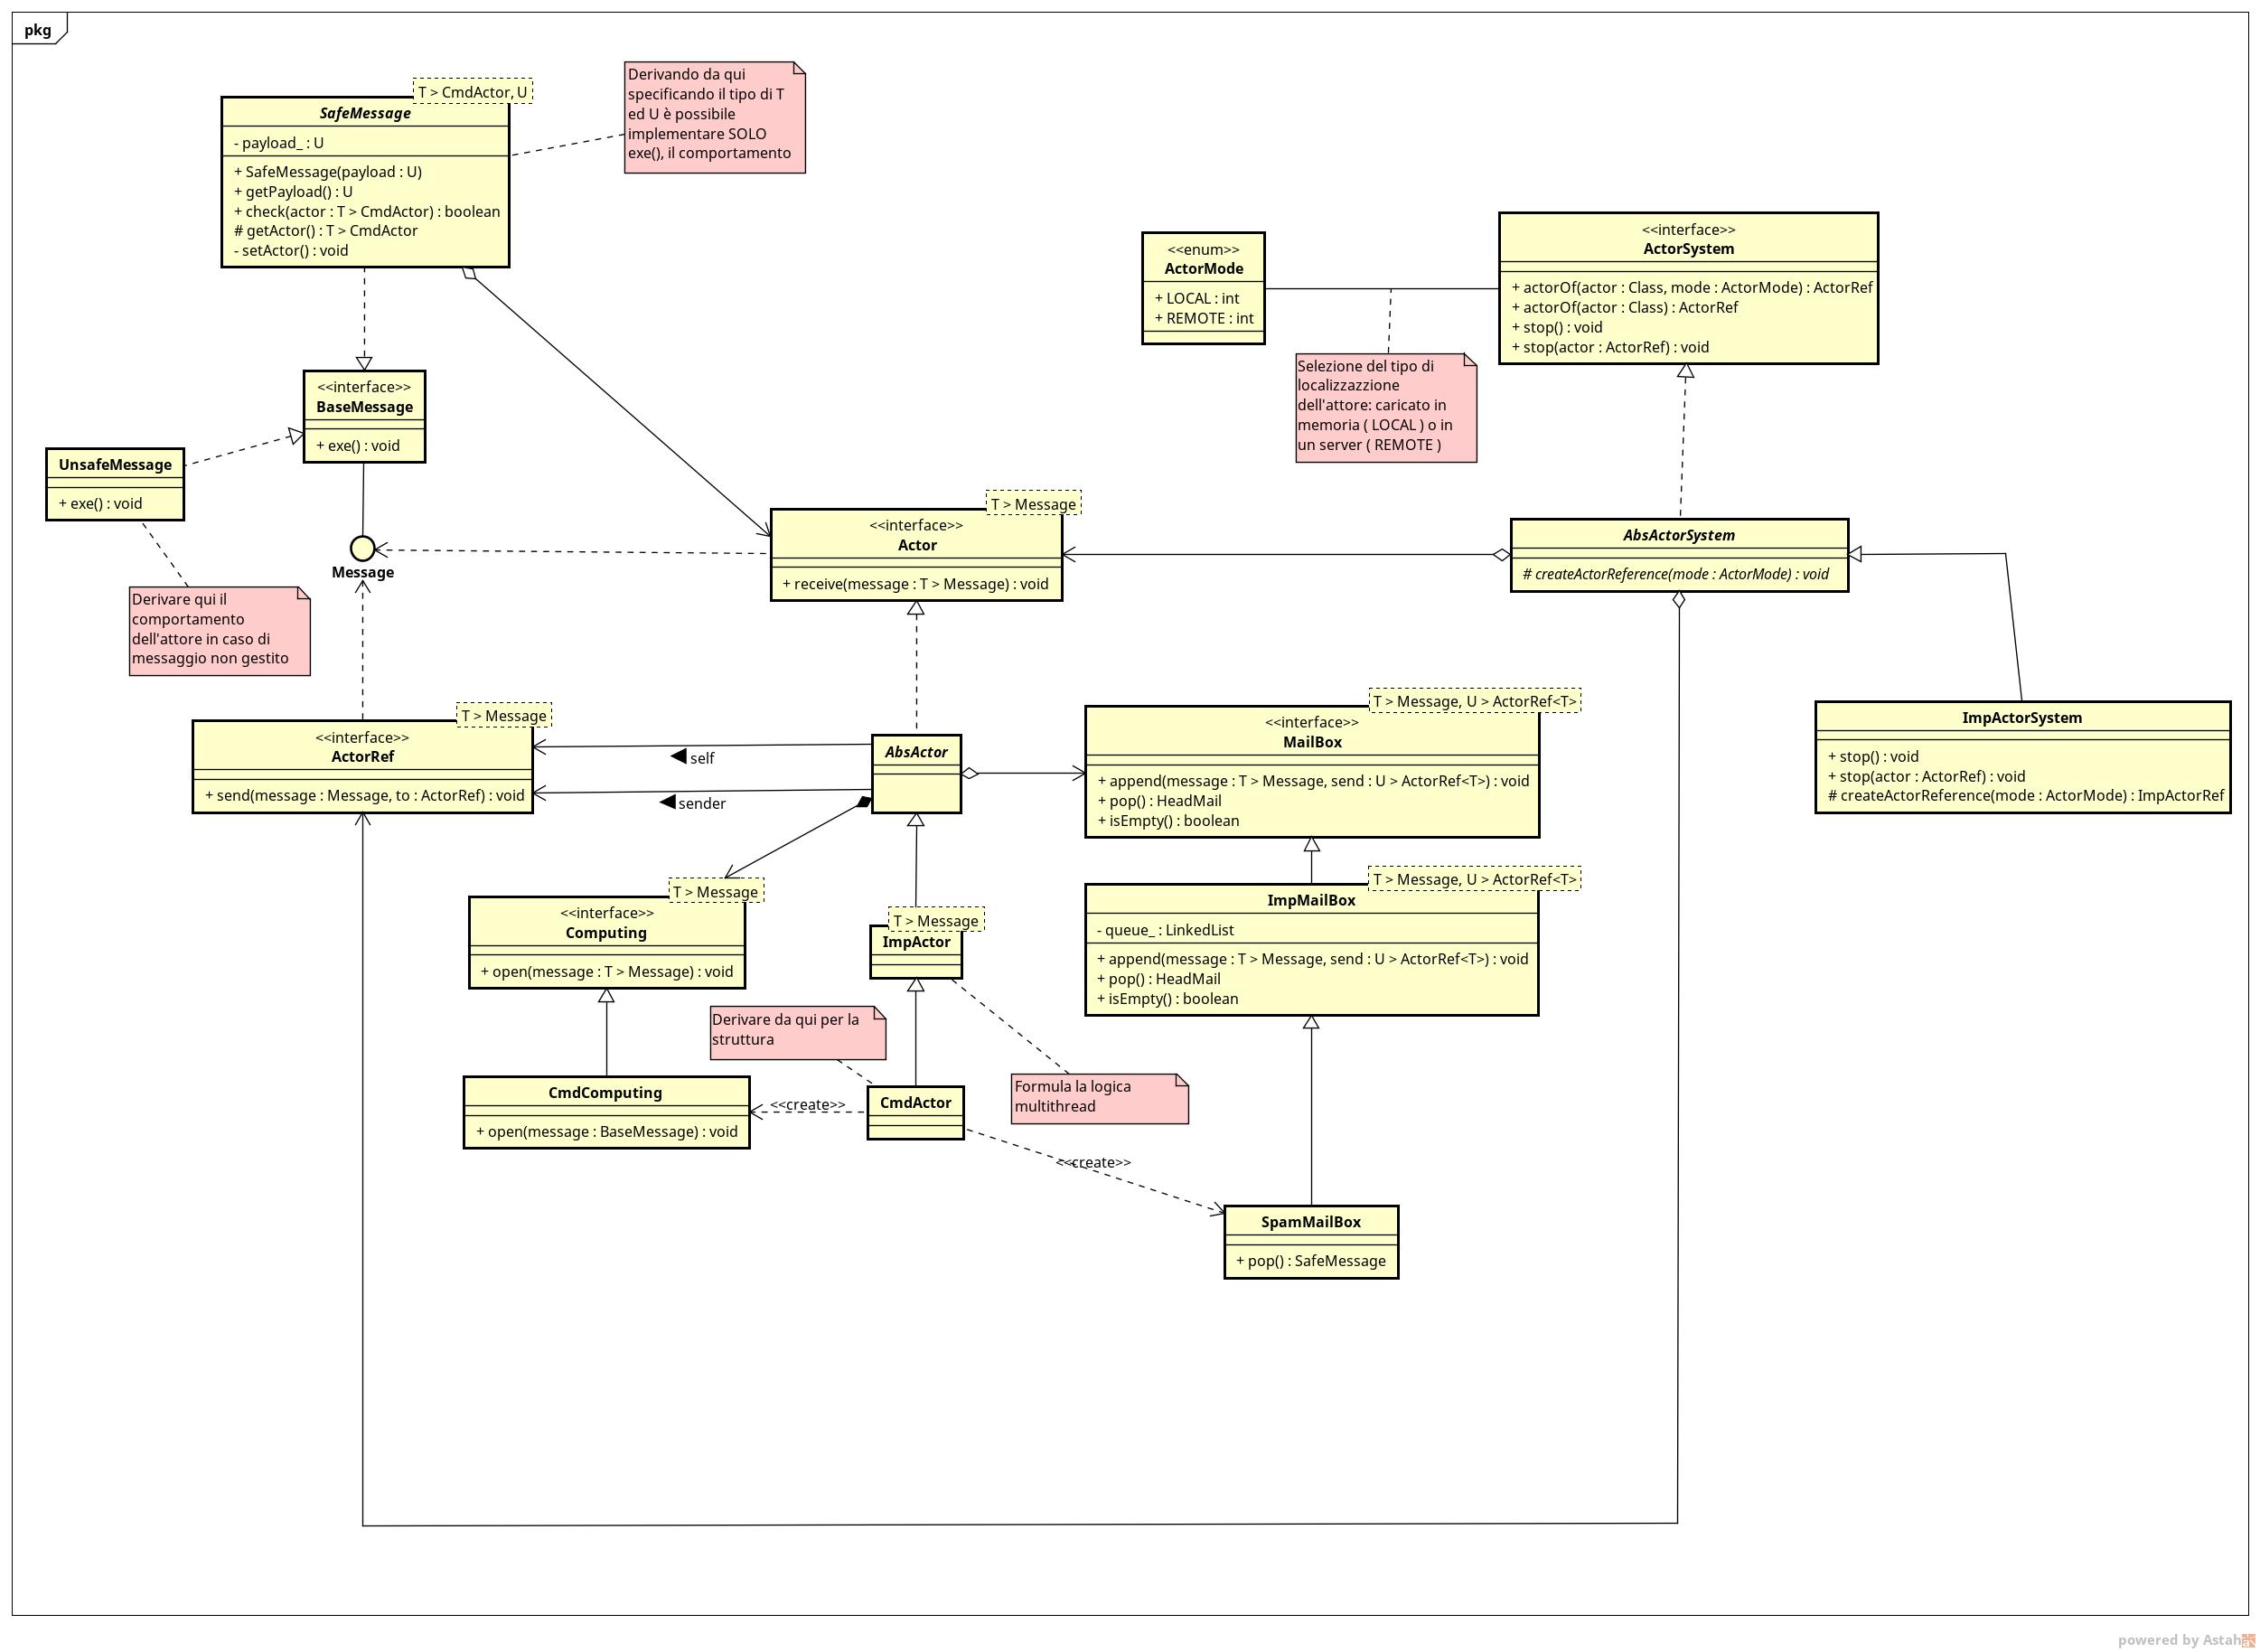 pkg
T > CmdActor, U
SafeMessage
- payload_ : U
+ SafeMessage(payload : U)
+ getPayload() : U
+ check(actor : T > CmdActor) : boolean
# getActor() : T > CmdActor
- setActor() : void
Derivando da qui
specificando il tipo di T
ed U è possibile
implementare SOLO
exe(), il comportamento
<<enum>>
ActorMode
+ LOCAL : int
+ REMOTE : int
<<interface>>
ActorSystem
+ actorOf(actor : Class, mode : ActorMode) : ActorRef
+ actorOf(actor : Class) : ActorRef
+ stop() : void
+ stop(actor : ActorRef) : void
Selezione del tipo di
localizzazzione
dell'attore: caricato in
memoria ( LOCAL ) o in
un server ( REMOTE )
<<interface>>
BaseMessage
+ exe() : void
UnsafeMessage
+ exe() : void
Message
Derivare qui il
comportamento
dell'attore in caso di
messaggio non gestito
T > Message
<<interface>>
Actor
+ receive(message : T > Message) : void
AbsActorSystem
# createActorReference(mode : ActorMode) : void
T > Message
<<interface>>
ActorRef
+ send(message : Message, to : ActorRef) : void
self
sender
AbsActor
T > Message, U > ActorRef<T>
<<interface>>
MailBox
+ append(message : T > Message, send : U > ActorRef<T>) : void
+ pop() : HeadMail
+ isEmpty() : boolean
ImpActorSystem
+ stop() : void
+ stop(actor : ActorRef) : void
# createActorReference(mode : ActorMode) : ImpActorRef
T > Message
<<interface>>
Computing
+ open(message : T > Message) : void
T > Message
ImpActor
T > Message, U > ActorRef<T>
ImpMailBox
- queue_ : LinkedList
+ append(message : T > Message, send : U > ActorRef<T>) : void
+ pop() : HeadMail
+ isEmpty() : boolean
Derivare da qui per la
struttura
Formula la logica
multithread
CmdComputing
+ open(message : BaseMessage) : void
<<create>>
CmdActor
<<create>>
SpamMailBox
+ pop() : SafeMessage
powered by Astah